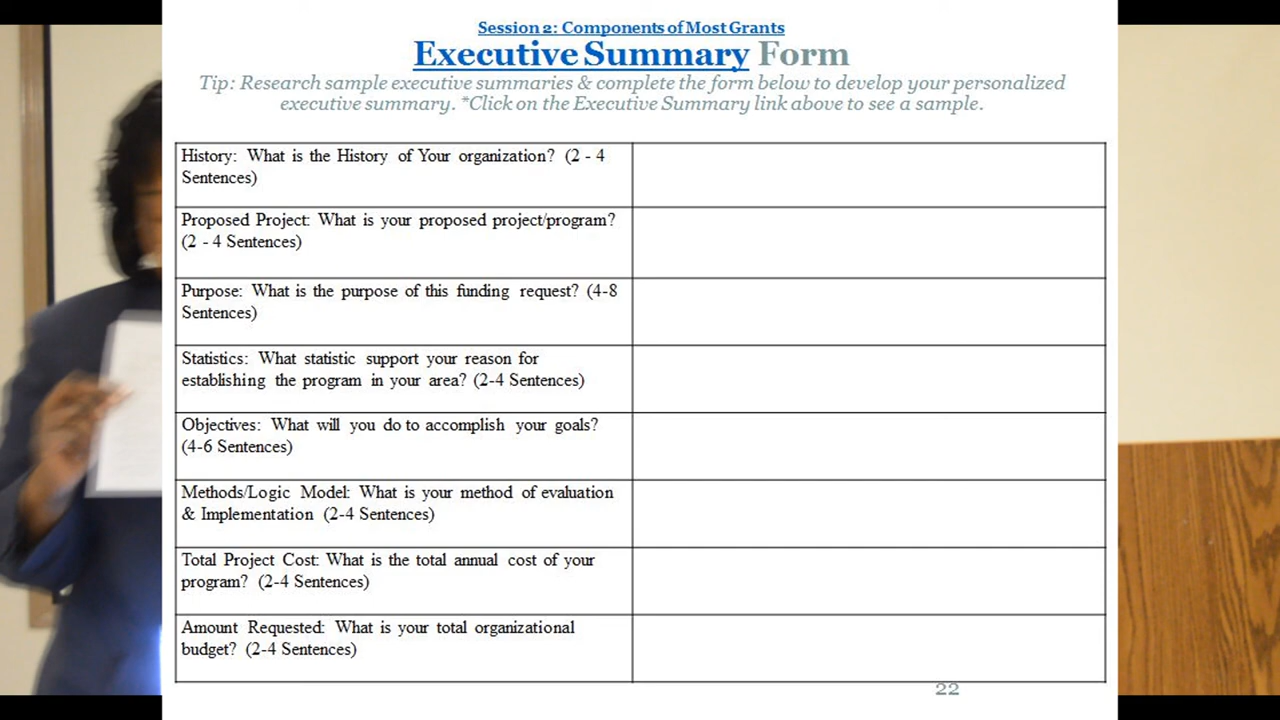 Session 2: Components of Most Grants
Executive Summary Form
Tip: Research sample executive summaries & complete the form below to develop your personalized
executive summary. *Click on the Executive Summary link above to see a sample.
History: What is the History of Your organization? (2 - 4
Sentences)
Proposed Project: What is your proposed project/program?
(2 - 4 Sentences)
Purpose: What is the purpose of this funding request? (4-8
Sentences)
Statistics: What statistic support your reason for
establishing the program in your area? (2-4 Sentences)
Objectives: What will you do to accomplish your goals?
(4-6 Sentences)
Methods/Logic Model: What is your method of evaluation
& Implementation (2-4 Sentences)
Total Project Cost: What is the total annual cost of your
program? (2-4 Sentences)
Amount Requested: What is your total organizational
budget? (2-4 Sentences)
22